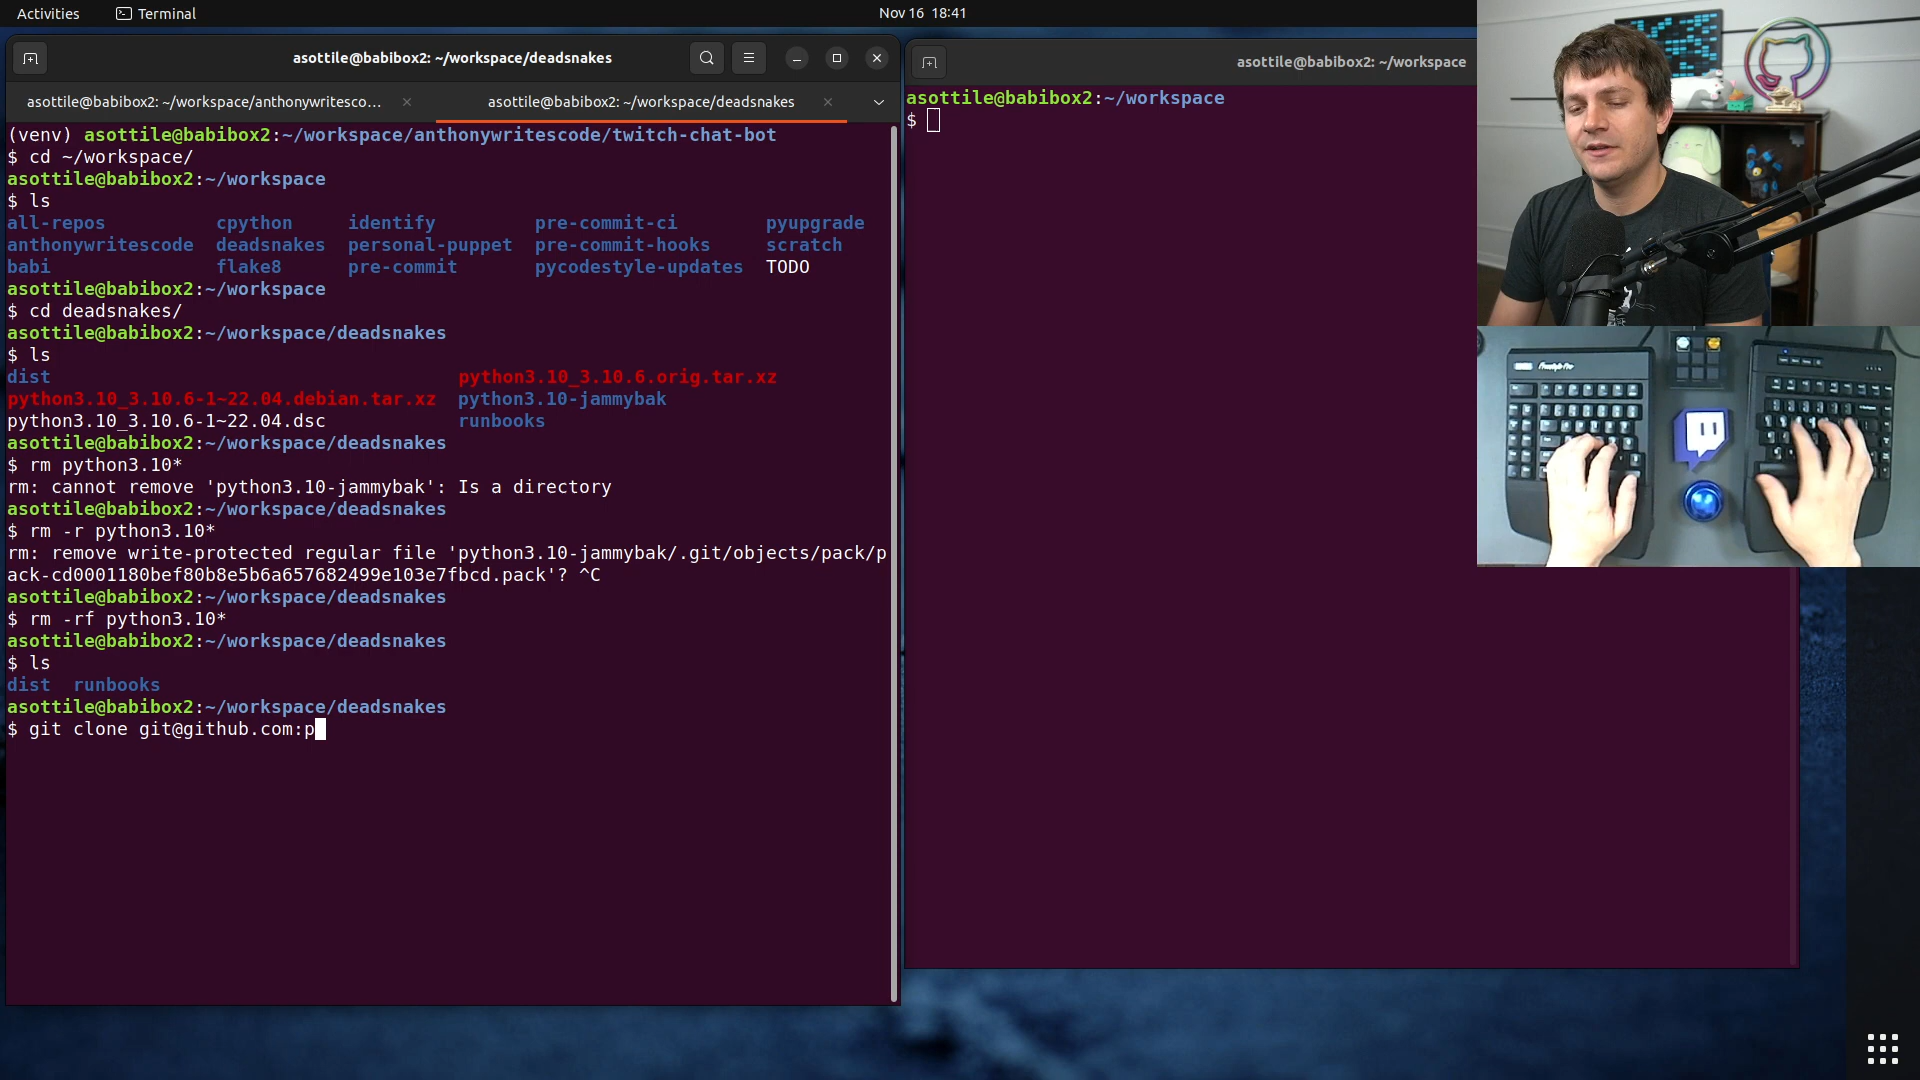 Activities
Terminal
Nov 16 18:41
asottile@babibox2: ~/workspace/deadsnakes
asottile@babibox2: ~/workspace/anthonywritesco…
asottile@babibox2: ~/workspace/deadsnakes
(venv) asottile@babibox2:~/workspace/anthonywritescode/twitch-chat-bot
$ cd ~/workspace/
asottile@babibox2:~/workspace
$ ls
all-repos cpython identify pre-commit-ci pyupgrade
anthonywritescode deadsnakes personal-puppet pre-commit-hooks scratch
babi flake8 pre-commit pycodestyle-updates TODO
asottile@babibox2:~/workspace
$ cd deadsnakes/
asottile@babibox2:~/workspace/deadsnakes
$ ls
dist python3.10_3.10.6.orig.tar.xz
python3.10_3.10.6-1~22.04.debian.tar.xz python3.10-jammybak
python3.10_3.10.6-1~22.04.dsc runbooks
asottile@babibox2:~/workspace/deadsnakes
$ rm python3.10*
rm: cannot remove 'python3.10-jammybak': Is a directory
asottile@babibox2:~/workspace/deadsnakes
$ rm -r python3.10*
rm: remove write-protected regular file 'python3.10-jammybak/.git/objects/pack/p
ack-cd0001180bef80b8e5b6a657682499e103e7fbcd.pack'? ^C
asottile@babibox2:~/workspace/deadsnakes
$ rm -rf python3.10*
asottile@babibox2:~/workspace/deadsnakes
$ ls
dist runbooks
asottile@babibox2:~/workspace/deadsnakes
$ git clone git@github.com:p
asottile@babibox2: ~/workspace
asottile@babibox2:~/workspace
$
Freestyle Pro